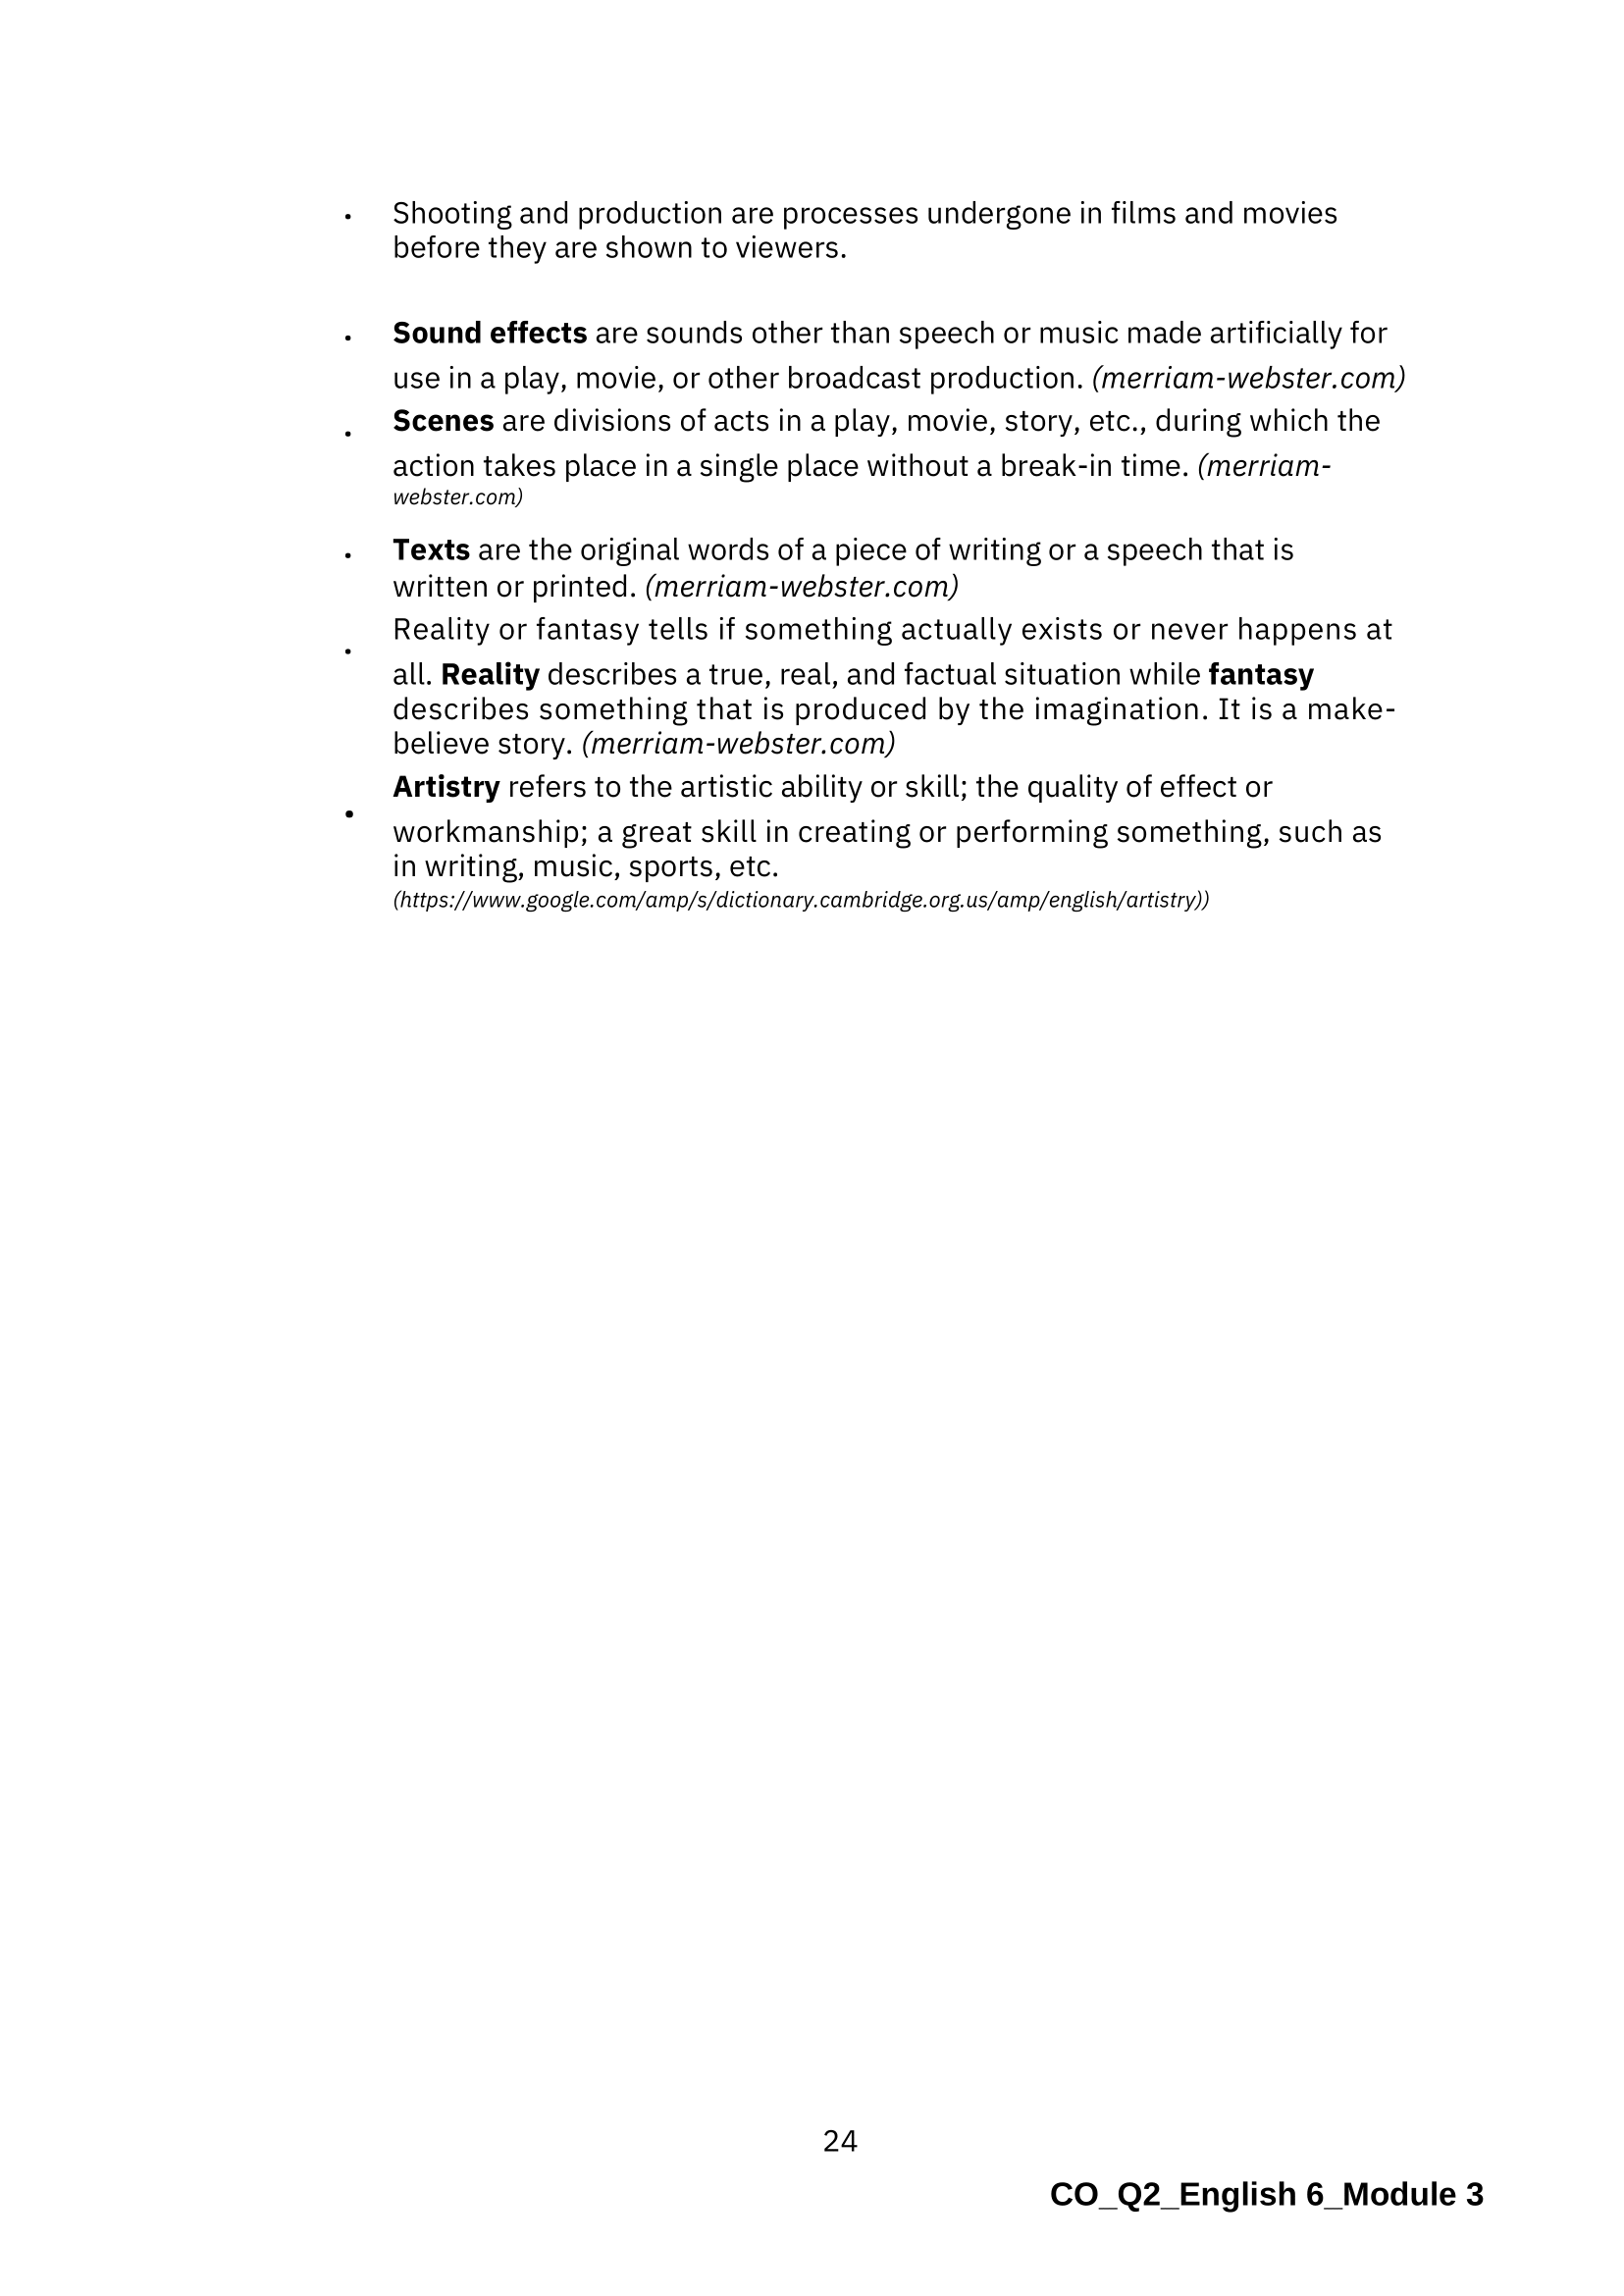 • Shooting and production are processes undergone in films and movies
before they are shown to viewers.
• Sound effects are sounds other than speech or music made artificially for
use in a play, movie, or other broadcast production. (merriam-webster.com)
• Scenes are divisions of acts in a play, movie, story, etc., during which the
action takes place in a single place without a break-in time. (merriam-
webster.com)
• Texts are the original words of a piece of writing or a speech that is
written or printed. (merriam-webster.com)
• Reality or fantasy tells if something actually exists or never happens at
all. Reality describes a true, real, and factual situation while fantasy
describes something that is produced by the imagination. It is a make-
believe story. (merriam-webster.com)
• Artistry refers to the artistic ability or skill; the quality of effect or
workmanship; a great skill in creating or performing something, such as
in writing, music, sports, etc.
(https://www.google.com/amp/s/dictionary.cambridge.org.us/amp/english/artistry))
24
CO_Q2_English 6_Module 3